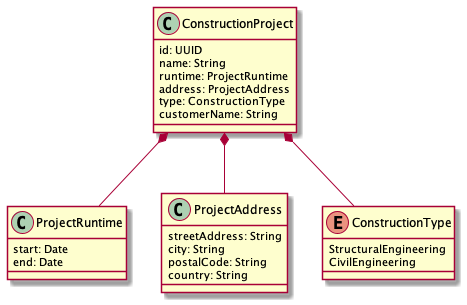 C ConstructionProject
id: UUID
name: String
runtime: ProjectRuntime
address: ProjectAddress
type: ConstructionType
customerName: String
C ProjectRuntime
start: Date
end: Date
C ProjectAddress
streetAddress: String
city: String
postalCode: String
country: String
E ConstructionType
StructuralEngineering
CivilEngineering